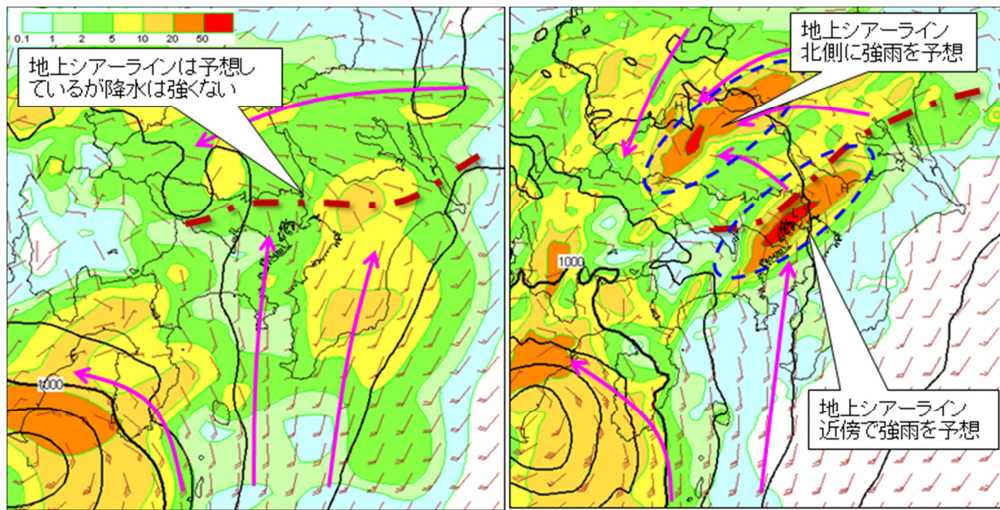 0.1 1 2 5 10 20 50
地上シアーラインは予想し
ているが降水は強くない
1000
地上シアーライン
北側に強雨を予想
1000
地上シアーライン
近傍で強雨を予想